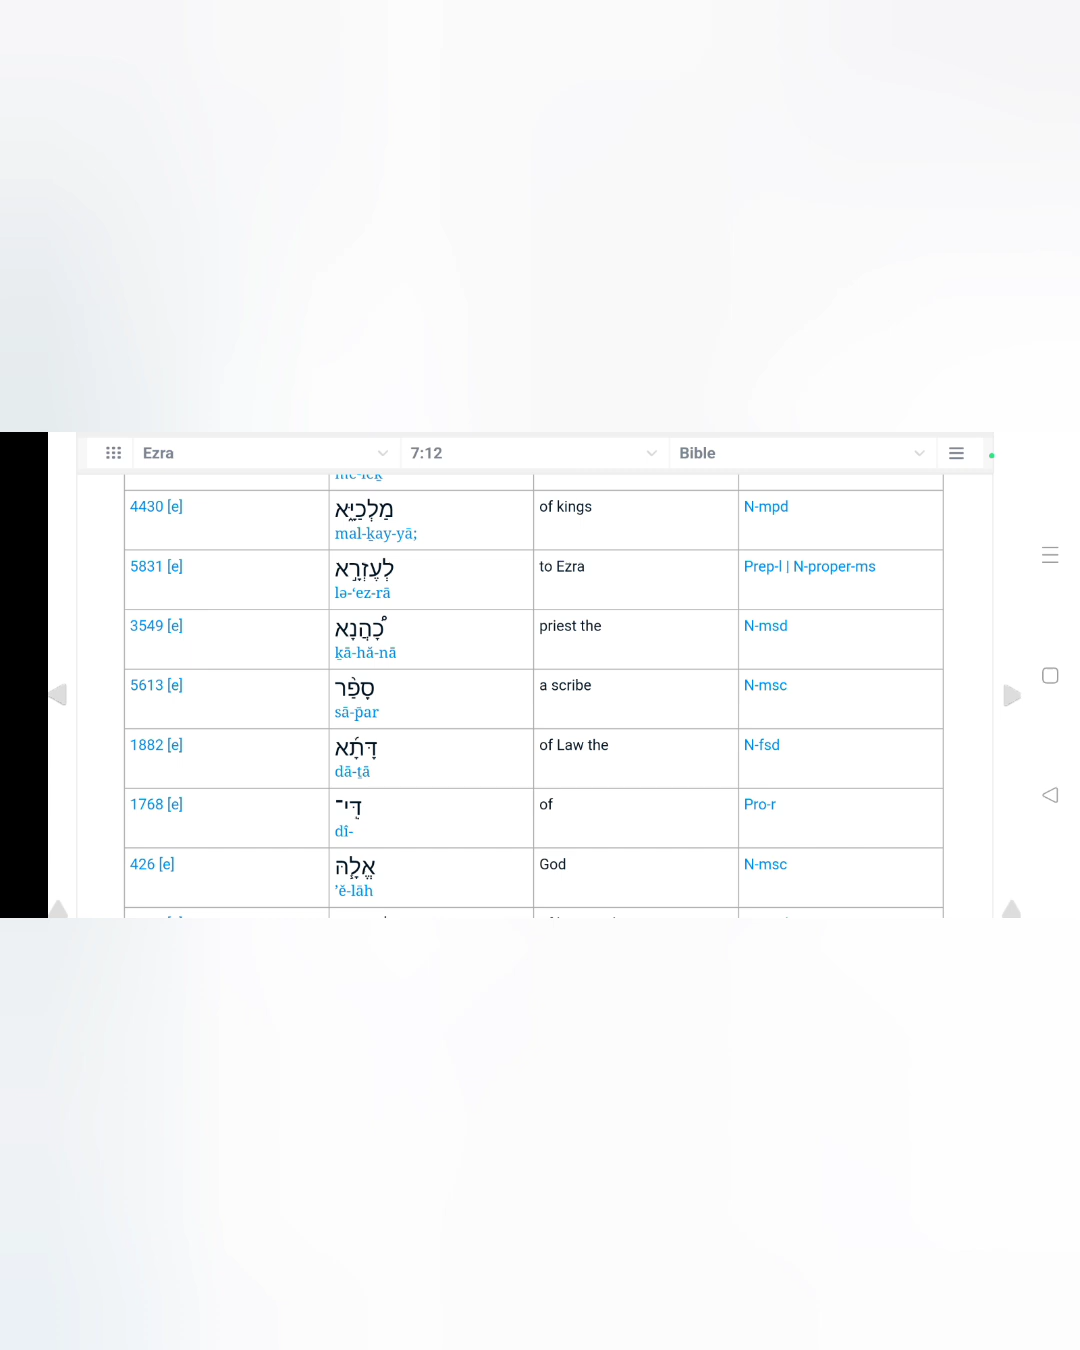 Ezra 7:12 Bible
4430 [e] מַלְכַיָּ֑א of kings N-mpd
mal-ḵay-yā;
5831 [e] לְעֶזְרָ֣א to Ezra Prep-l | N-proper-ms
lə-‘ez-rā
3549 [e] כָ֠הֲנָא priest the N-msd
ḵā-hă-nā
5613 [e] סָפַ֨ר a scribe N-msc
sā-p̄ar
1882 [e] דָּתָ֜א of Law the N-fsd
dā-ṯā
1768 [e] דִּֽי־ of Pro-r
dî-
426 [e] אֱלָ֧הּ God N-msc
’ĕ-lāh